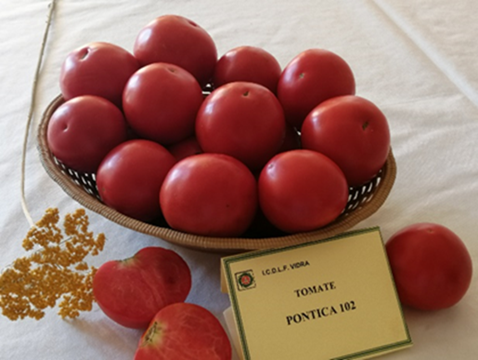 I.C.D.L.F. VIDRA
TOMATE
PONTICA 102